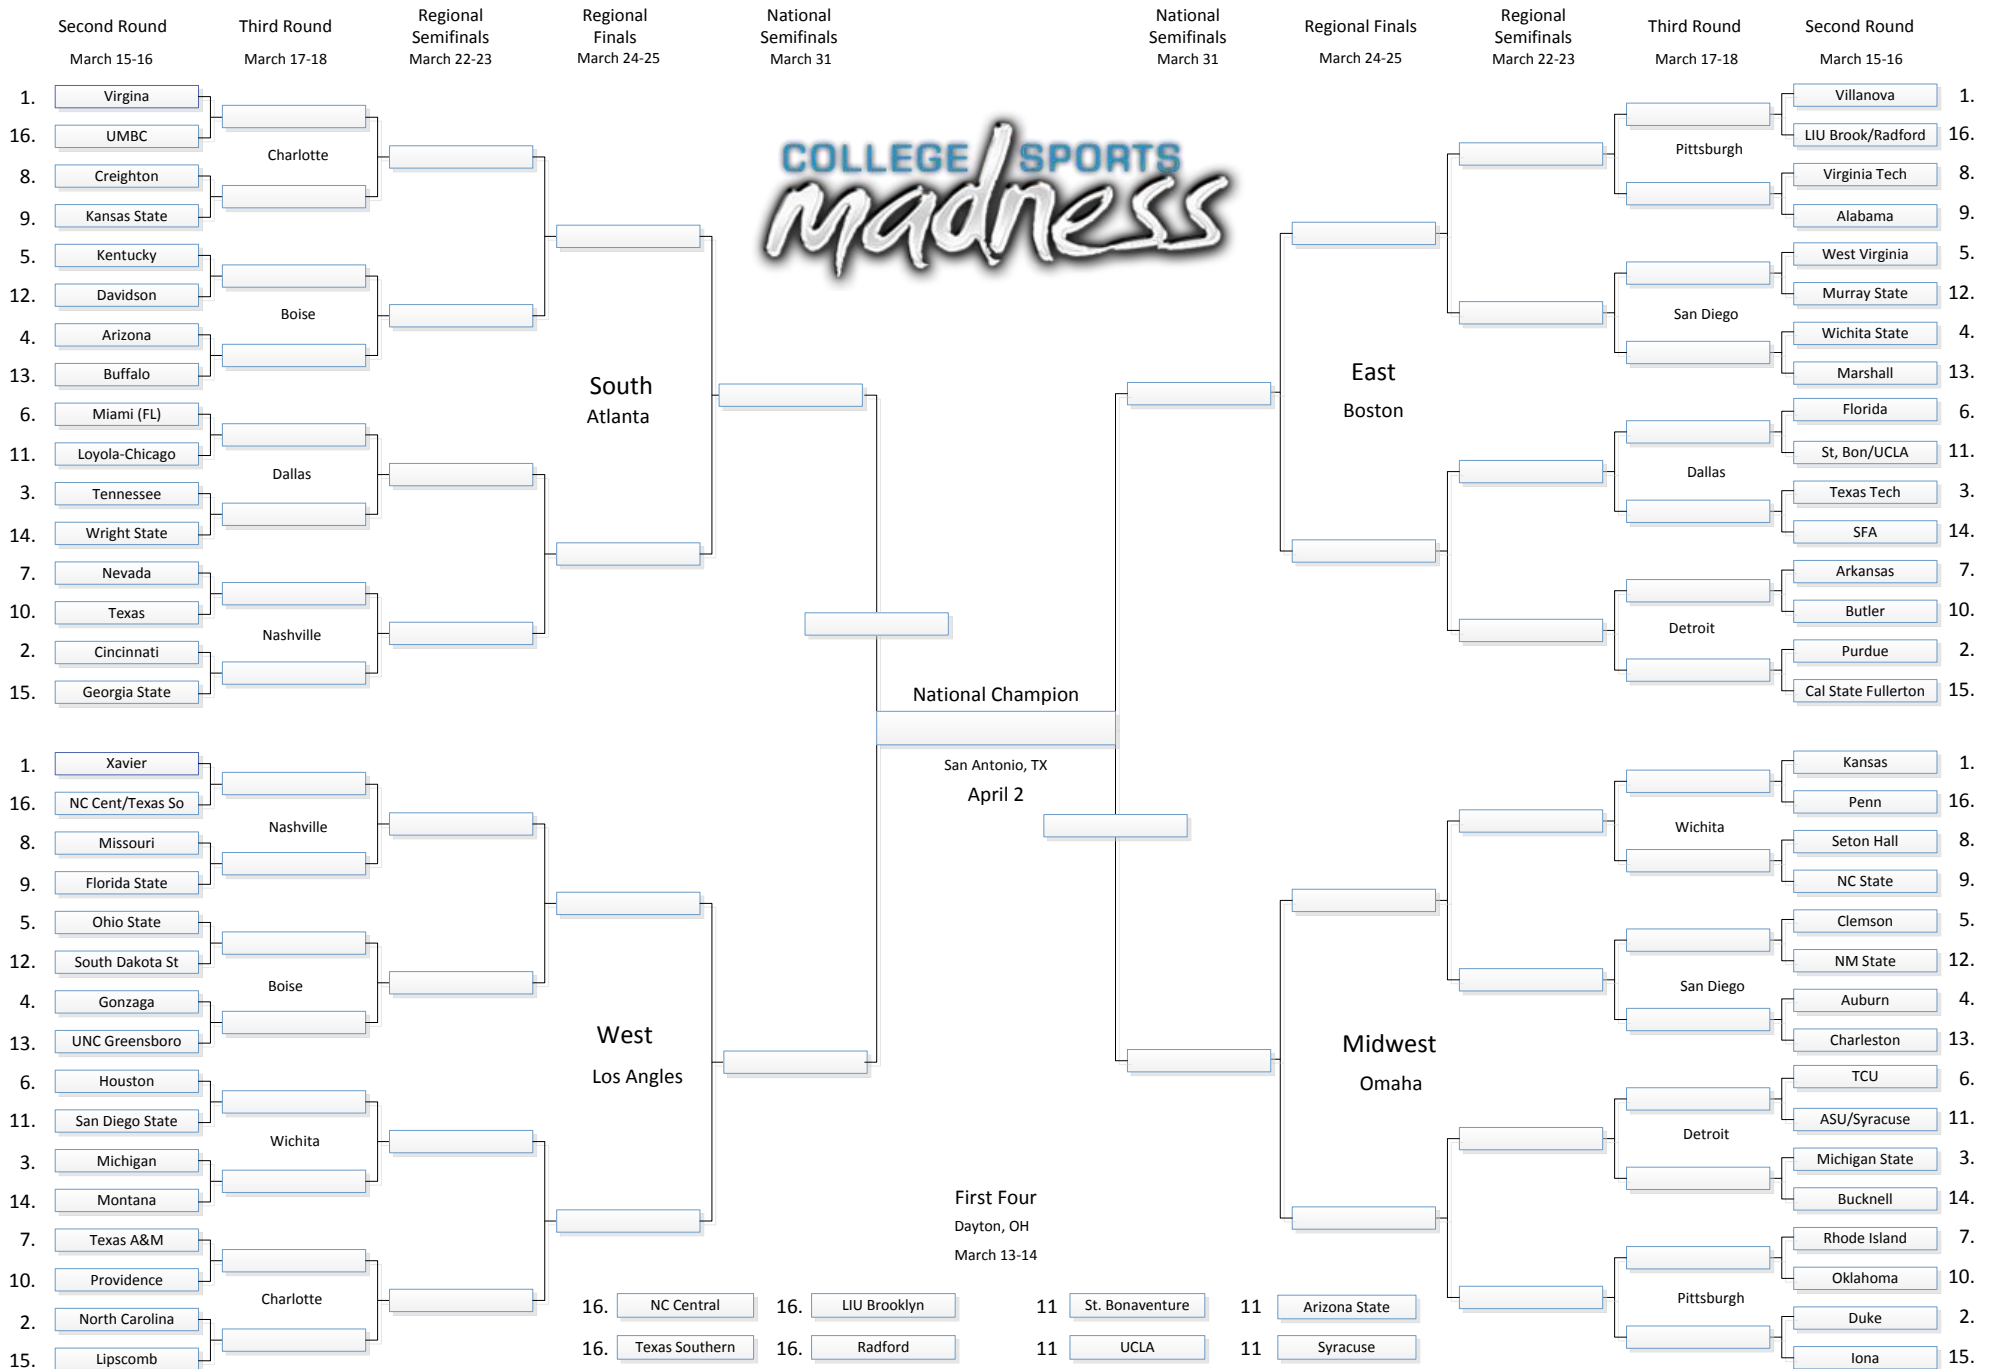 Second Round
March 15-16
Third Round
March 17-18
Regional
Semifinals
March 22-23
Regional
Finals
March 24-25
National
Semifinals
March 31
National
Semifinals
March 31
Regional Finals
March 24-25
Regional
Semifinals
March 22-23
Third Round
March 17-18
Second Round
March 15-16
COLLEGE SPORTS
madness
1. Virgina
16. UMBC
8. Creighton
9. Kansas State
5. Kentucky
12. Davidson
4. Arizona
13. Buffalo
6. Miami (FL)
11. Loyola-Chicago
3. Tennessee
14. Wright State
7. Nevada
10. Texas
2. Cincinnati
15. Georgia State
Charlotte
Boise
Dallas
Nashville
South
Atlanta
1. Xavier
16. NC Cent/Texas So
8. Missouri
9. Florida State
5. Ohio State
12. South Dakota St
4. Gonzaga
13. UNC Greensboro
6. Houston
11. San Diego State
3. Michigan
14. Montana
7. Texas A&M
10. Providence
2. North Carolina
15. Lipscomb
Nashville
Boise
Wichita
Charlotte
West
Los Angles
National Champion
San Antonio, TX
April 2
East
Boston
Pittsburgh
San Diego
Dallas
Detroit
Villanova 1.
LIU Brook/Radford 16.
Virginia Tech 8.
Alabama 9.
West Virginia 5.
Murray State 12.
Wichita State 4.
Marshall 13.
Florida 6.
St, Bon/UCLA 11.
Texas Tech 3.
SFA 14.
Arkansas 7.
Butler 10.
Purdue 2.
Cal State Fullerton 15.
Midwest
Omaha
Wichita
San Diego
Detroit
Pittsburgh
Kansas 1.
Penn 16.
Seton Hall 8.
NC State 9.
Clemson 5.
NM State 12.
Auburn 4.
Charleston 13.
TCU 6.
ASU/Syracuse 11.
Michigan State 3.
Bucknell 14.
Rhode Island 7.
Oklahoma 10.
Duke 2.
Iona 15.
First Four
Dayton, OH
March 13-14
16. NC Central
16. Texas Southern
16. LIU Brooklyn
16. Radford
11 St. Bonaventure
11 UCLA
11 Arizona State
11 Syracuse